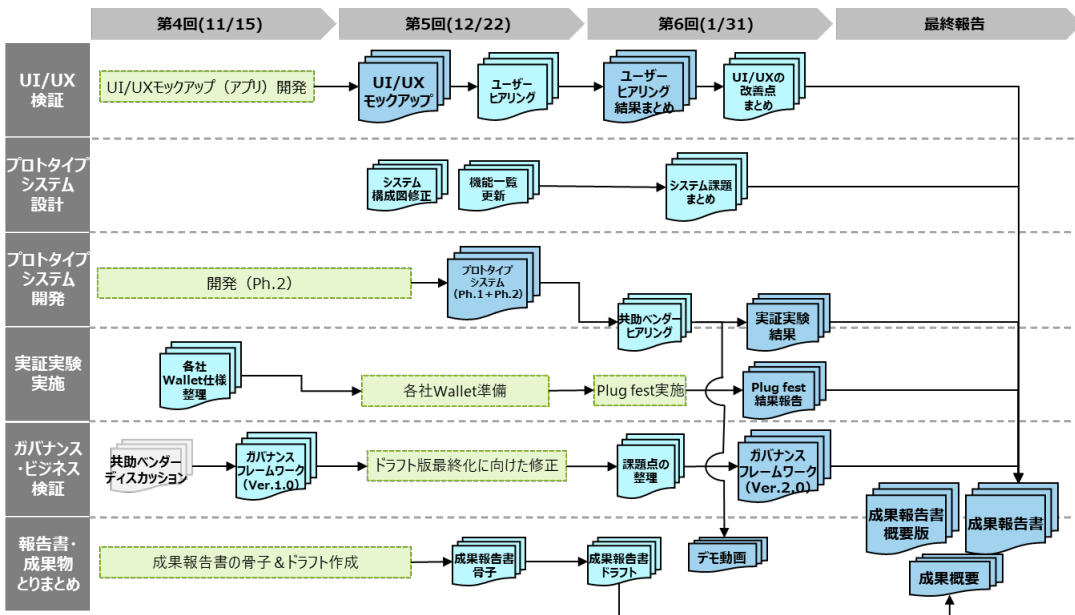 第4回(11/15)
第5回(12/22)
第6回(1/31)
最終報告
UI/UX
検証
UI/UXモックアップ（アプリ）開発
UI/UX
モックアップ
ユーザー
ヒアリング
ユーザー
ヒアリング
結果まとめ
UI/UXの
改善点
まとめ
プロトタイプ
システム
設計
システム
構成図修正
機能一覧
更新
システム課題
まとめ
プロトタイプ
システム
開発
開発（Ph.2）
プロトタイプ
システム
(Ph.1＋Ph.2)
共助ベンダー
ヒアリング
実証実験
結果
実証実験
実施
各社
Wallet仕様
整理
各社Wallet準備
Plug fest実施
Plug fest
結果報告
ガバナンス
・ビジネス
検証
共助ベンダー
ディスカッション
ガバナンス
フレームワーク
（Ver.1.0）
ドラフト版最終化に向けた修正
課題点の
整理
ガバナンス
フレームワーク
（Ver.2.0）
報告書・
成果物
とりまとめ
成果報告書の骨子＆ドラフト作成
成果報告書
骨子
成果報告書
ドラフト
デモ動画
成果報告書
概要版
成果報告書
成果概要